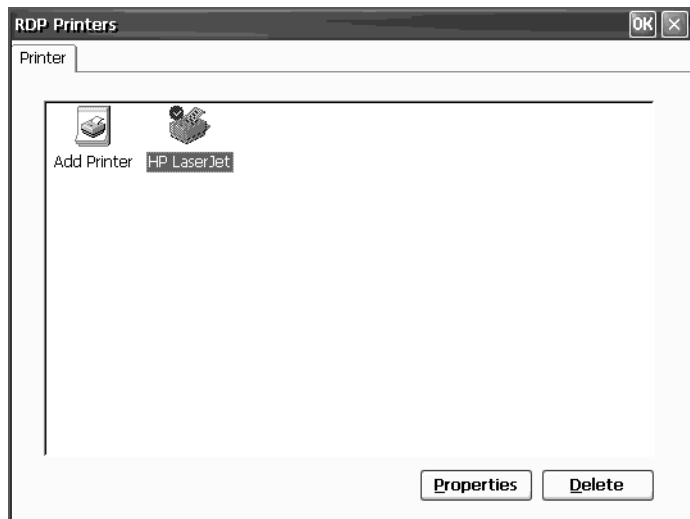 RDP Printers OK
Printer
Add Printer HP LaserJet
Properties Delete